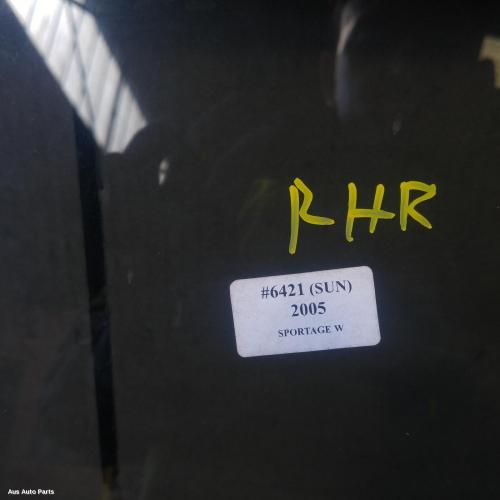 RHR
#6421 (SUN)
2005
SPORTAGE W
Aus Auto Parts